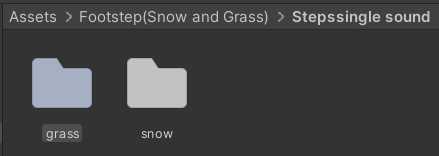 Assets > Footstep(Snow and Grass) > Stepssingle sound
grass snow